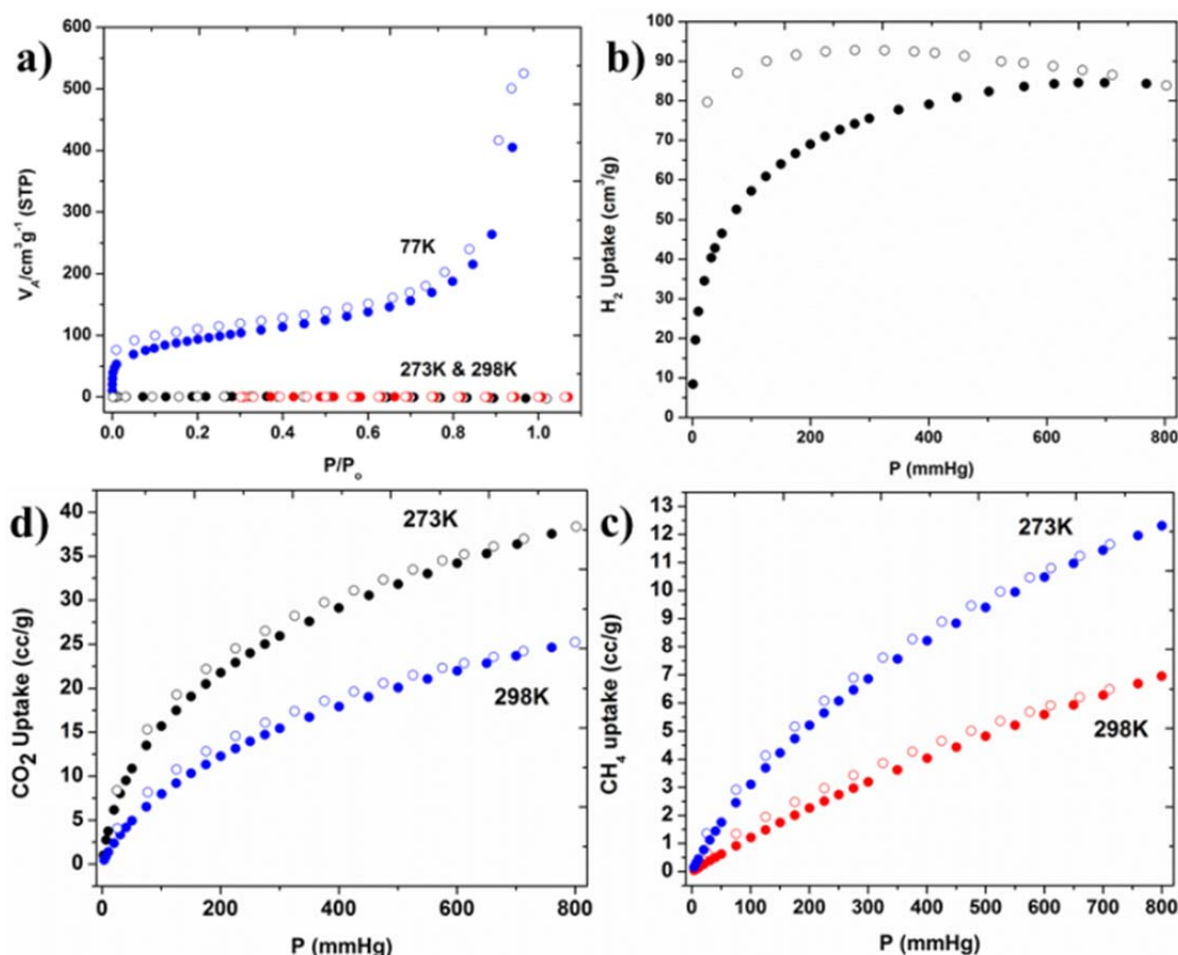 a)
600
500
400
300
200
100
0
V_A/cm³g⁻¹ (STP)
77K
273K & 298K
0.0 0.2 0.4 0.6 0.8 1.0
P/P₀
b)
100
90
80
70
60
50
40
30
20
10
0
H₂ Uptake (cm³/g)
0 200 400 600 800
P (mmHg)
d)
40
35
30
25
20
15
10
5
0
CO₂ Uptake (cc/g)
273K
298K
0 200 400 600 800
P (mmHg)
c)
13
12
11
10
9
8
7
6
5
4
3
2
1
0
CH₄ uptake (cc/g)
273K
298K
0 100 200 300 400 500 600 700 800
P (mmHg)